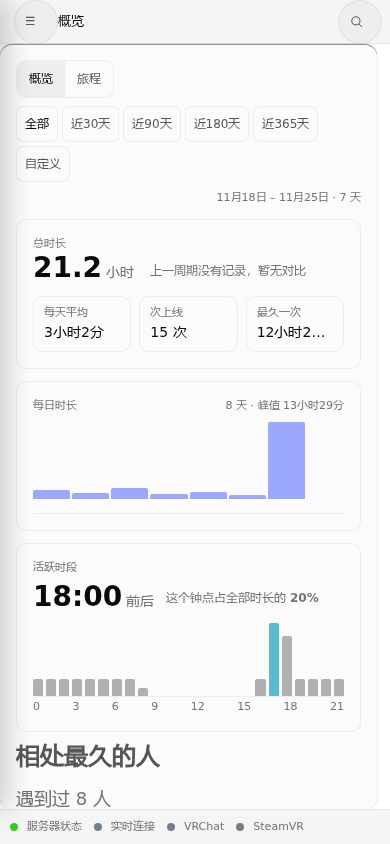 ☰ 概览
概览 旅程
全部 近30天 近90天 近180天 近365天
自定义
11月18日 – 11月25日 · 7 天
总时长
21.2 小时 上一周期没有记录，暂无对比
每天平均 次上线 最久一次
3小时2分 15 次 12小时2…
每日时长 8 天 · 峰值 13小时29分
活跃时段
18:00 前后 这个钟点占全部时长的 20%
0 3 6 9 12 15 18 21
相处最久的人
遇到过 8 人
服务器状态 实时连接 VRChat SteamVR